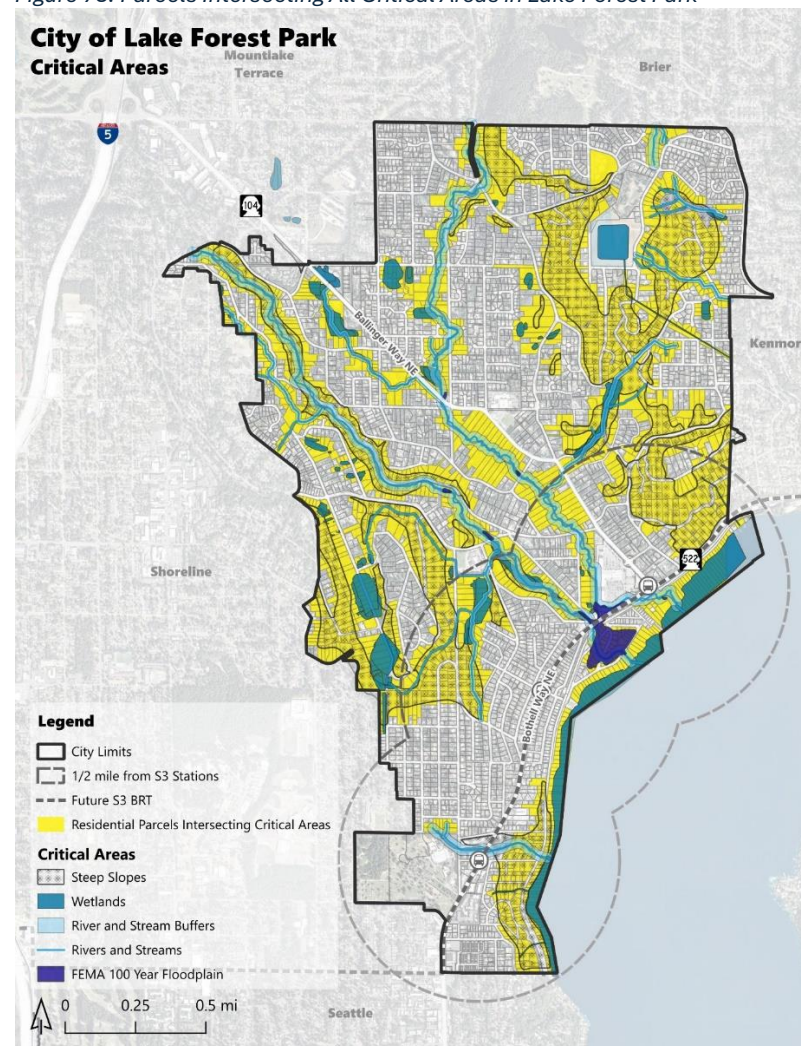 City of Lake Forest Park
Critical Areas
Mountlake
Terrace
Brier
5
104
Ballinger Way NE
Kenmor
522
Shoreline
Bothell Way NE
Legend
City Limits
1/2 mile from S3 Stations
Future S3 BRT
Residential Parcels Intersecting Critical Areas
Critical Areas
Steep Slopes
Wetlands
River and Stream Buffers
Rivers and Streams
FEMA 100 Year Floodplain
0 0.25 0.5 mi
Seattle